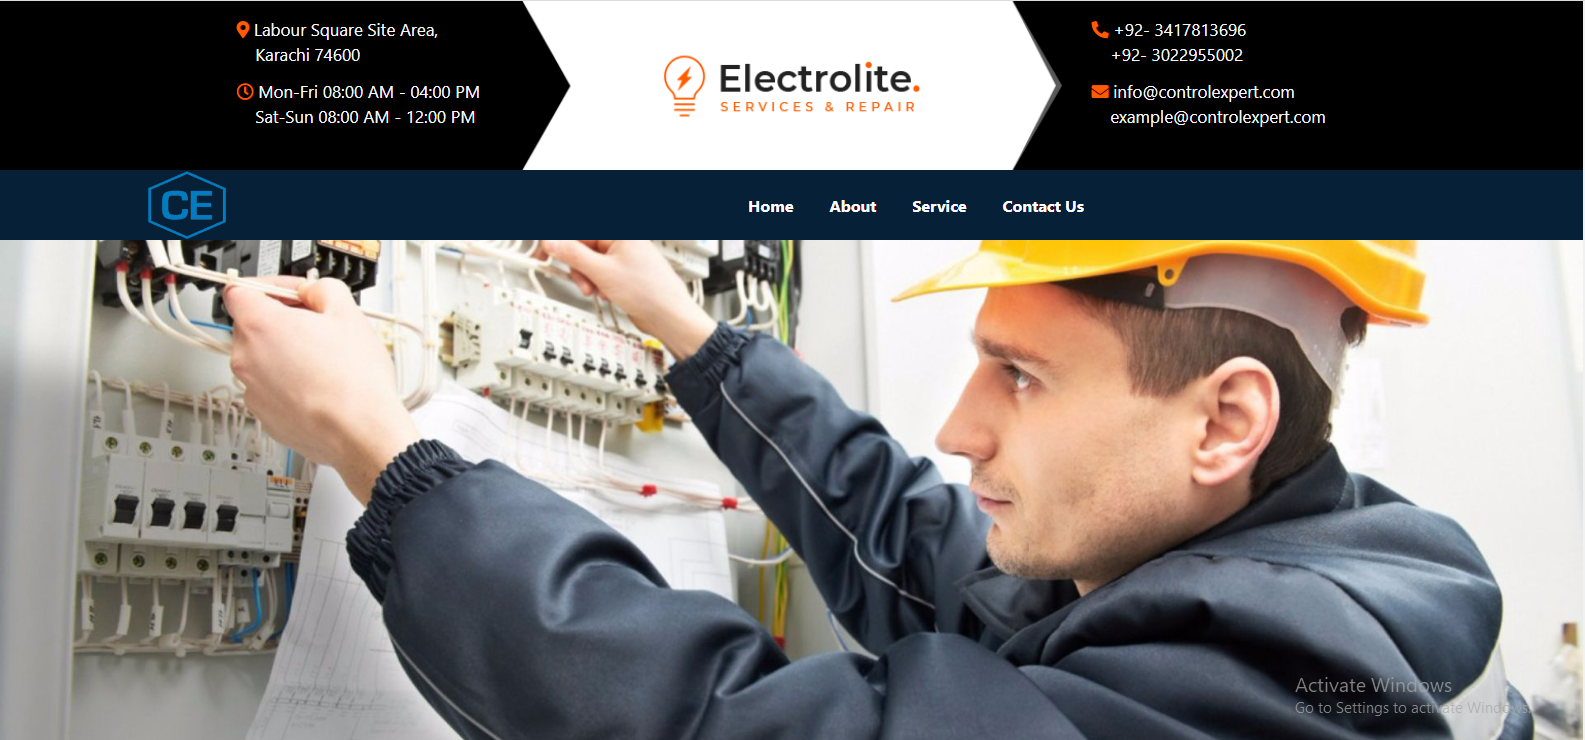 Labour Square Site Area,
Karachi 74600
Mon-Fri 08:00 AM - 04:00 PM
Sat-Sun 08:00 AM - 12:00 PM
Electrolite.
SERVICES & REPAIR
+92- 3417813696
+92- 3022955002
info@controlexpert.com
example@controlexpert.com
CE
Home About Service Contact Us
Activate Windows
Go to Settings to activate Windows.